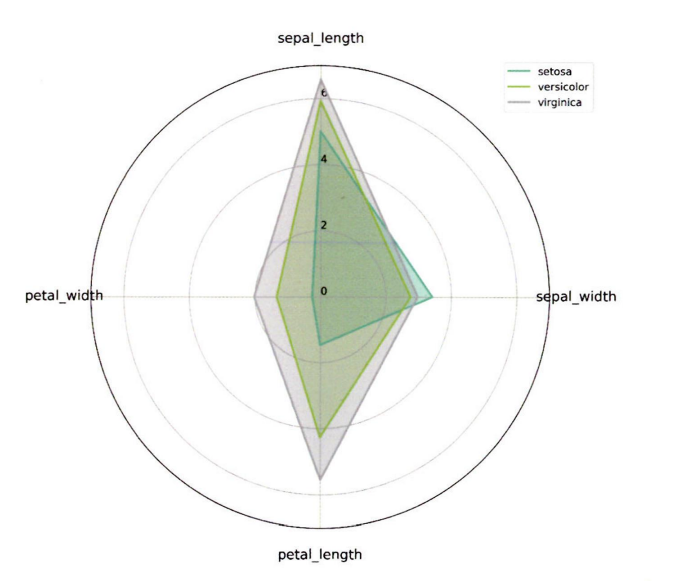 sepal_length
setosa
versicolor
virginica
6
4
2
0
petal_width
sepal_width
petal_length